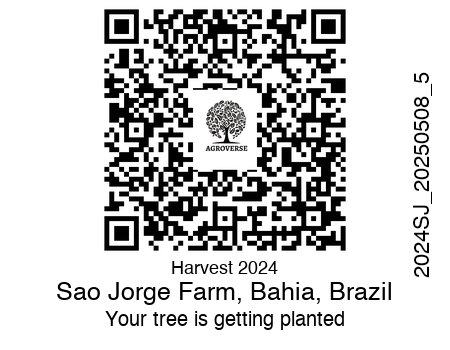 AGROVERSE
Harvest 2024
Sao Jorge Farm, Bahia, Brazil
Your tree is getting planted
2024SJ_20250508_5